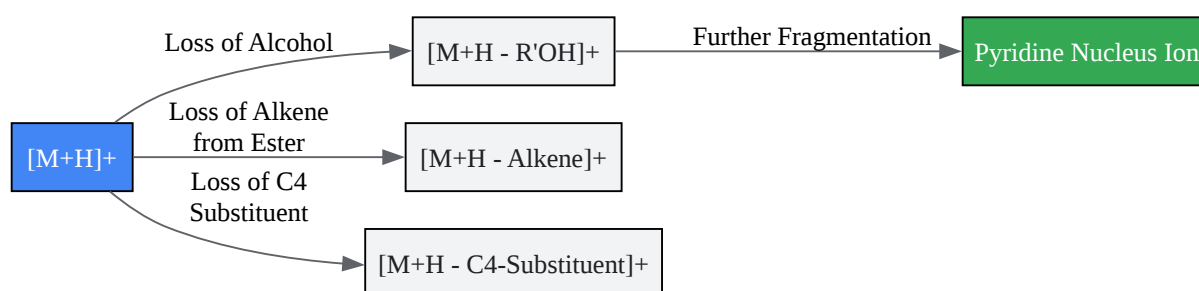 Loss of Alcohol
[M+H - R'OH]+
Further Fragmentation
Pyridine Nucleus Ion
[M+H]+
Loss of Alkene
from Ester
[M+H - Alkene]+
Loss of C4
Substituent
[M+H - C4-Substituent]+